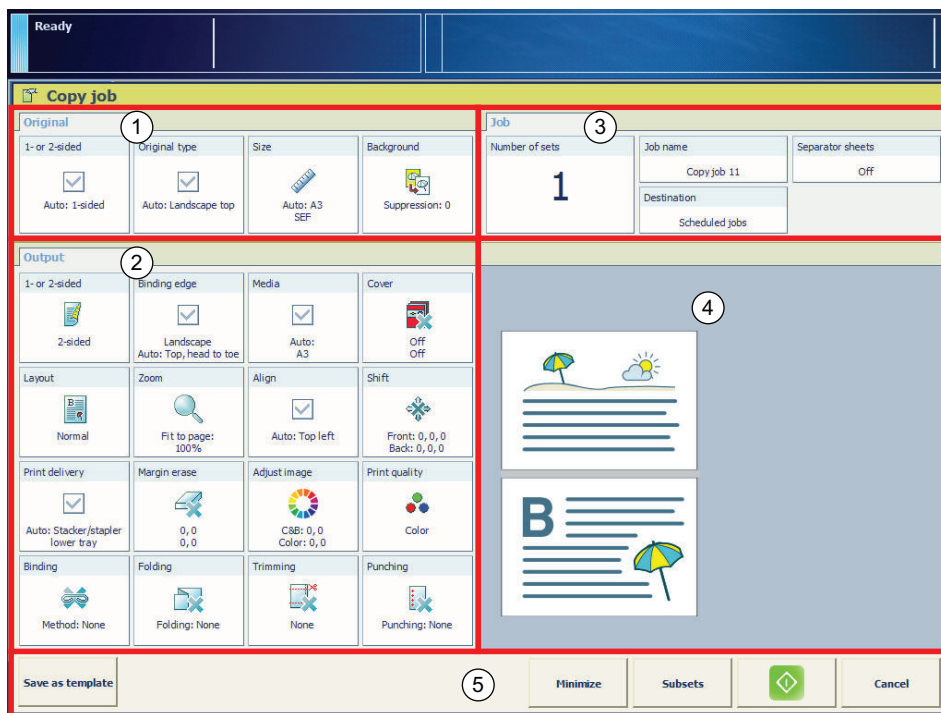 Ready
Copy job
Original
1
1- or 2-sided
Auto: 1-sided
Original type
Auto: Landscape top
Size
Auto: A3
SEF
Background
Suppression: 0
Job
3
Number of sets
1
Job name
Copy job 11
Separator sheets
Off
Destination
Scheduled jobs
Output
2
1- or 2-sided
2-sided
Binding edge
Landscape
Auto: Top, head to toe
Media
Auto:
A3
Cover
Off
Off
Layout
B
Normal
Zoom
Fit to page:
100%
Align
Auto: Top left
Shift
Front: 0, 0, 0
Back: 0, 0, 0
Print delivery
Auto: Stacker/stapler
lower tray
Margin erase
0, 0
0, 0
Adjust image
C&B: 0, 0
Color: 0, 0
Print quality
Color
Binding
Method: None
Folding
Folding: None
Trimming
None
Punching
Punching: None
4
B
Save as template
5
Minimize
Subsets
Cancel